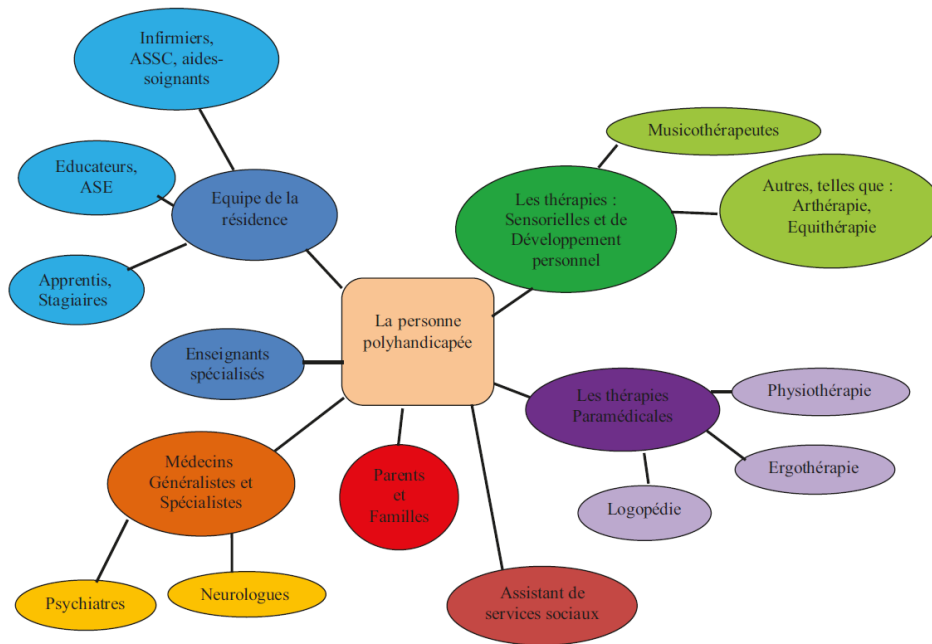 Infirmiers,
ASSC, aides-
soignants
Musicothérapeutes
Educateurs,
ASE
Equipe de la
résidence
Les thérapies :
Sensorielles et de
Développement
personnel
Autres, telles que :
Arthérapie,
Equithérapie
Apprentis,
Stagiaires
La personne
polyhandicapée
Enseignants
spécialisés
Les thérapies
Paramédicales
Physiothérapie
Médecins
Généralistes et
Spécialistes
Parents
et
Familles
Ergothérapie
Logopédie
Psychiatres
Neurologues
Assistant de
services sociaux